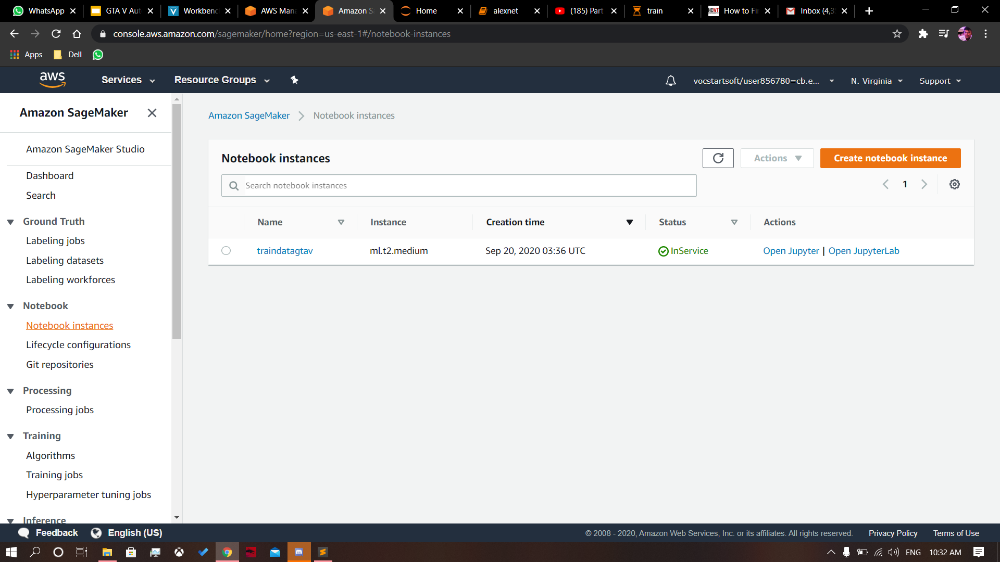 WhatsApp
GTA V Aut
Workbenc
AWS Mana
Amazon S
Home
alexnet
(185) Part
train
How to Fi
Inbox (4,3
console.aws.amazon.com/sagemaker/home?region=us-east-1#/notebook-instances
Apps
Dell
aws
Services
Resource Groups
vocstartsoft/user856780=cb.e...
N. Virginia
Support
Amazon SageMaker
Amazon SageMaker Studio
Dashboard
Search
Ground Truth
Labeling jobs
Labeling datasets
Labeling workforces
Notebook
Notebook instances
Lifecycle configurations
Git repositories
Processing
Processing jobs
Training
Algorithms
Training jobs
Hyperparameter tuning jobs
Inference
Amazon SageMaker > Notebook instances
Notebook instances
Actions
Create notebook instance
Search notebook instances
1
Name Instance Creation time Status Actions
traindatagtav ml.t2.medium Sep 20, 2020 03:36 UTC InService Open Jupyter | Open JupyterLab
Feedback
English (US)
© 2008 - 2020, Amazon Web Services, Inc. or its affiliates. All rights reserved.
Privacy Policy
Terms of Use
ENG
10:32 AM